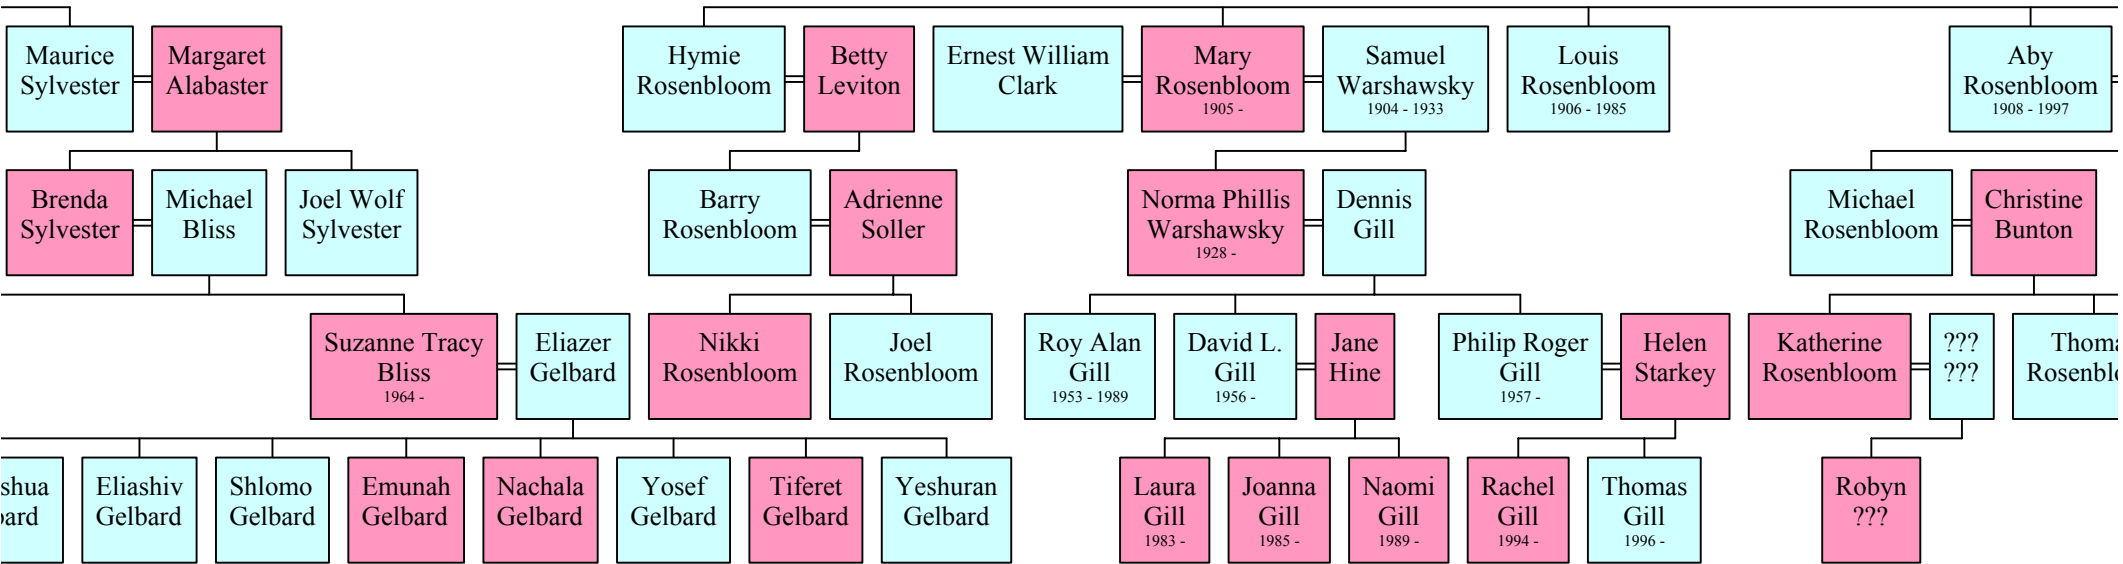 Maurice
Sylvester
Margaret
Alabaster
Hymie
Rosenbloom
Betty
Leviton
Ernest William
Clark
Mary
Rosenbloom
1905 -
Samuel
Warshawsky
1904 - 1933
Louis
Rosenbloom
1906 - 1985
Aby
Rosenbloom
1908 - 1997
Brenda
Sylvester
Michael
Bliss
Joel Wolf
Sylvester
Barry
Rosenbloom
Adrienne
Soller
Norma Phillis
Warshawsky
1928 -
Dennis
Gill
Michael
Rosenbloom
Christine
Bunton
Suzanne Tracy
Bliss
1964 -
Eliazer
Gelbard
Nikki
Rosenbloom
Joel
Rosenbloom
Roy Alan
Gill
1953 - 1989
David L.
Gill
1956 -
Jane
Hine
Philip Roger
Gill
1957 -
Helen
Starkey
Katherine
Rosenbloom
???
???
Thoma
Rosenblo
shua
bard
Eliashiv
Gelbard
Shlomo
Gelbard
Emunah
Gelbard
Nachala
Gelbard
Yosef
Gelbard
Tiferet
Gelbard
Yeshuran
Gelbard
Laura
Gill
1983 -
Joanna
Gill
1985 -
Naomi
Gill
1989 -
Rachel
Gill
1994 -
Thomas
Gill
1996 -
Robyn
???